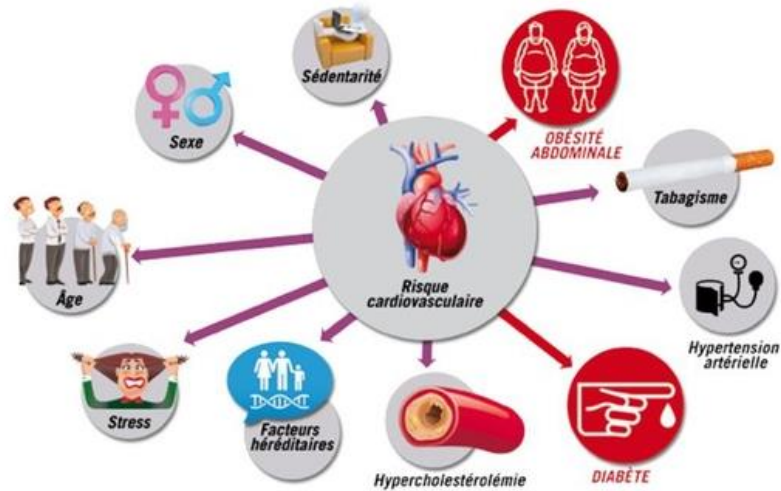 Sédentarité
OBÉSITÉ
ABDOMINALE
Sexe
Tabagisme
Âge
Risque
cardiovasculaire
Hypertension
artérielle
Stress
Facteurs
héréditaires
Hypercholestérolémie
DIABÈTE